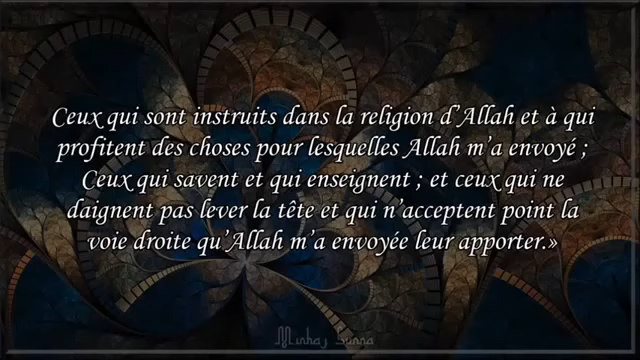 Ceux qui sont instruits dans la religion d'Allah et à qui
profitent des choses pour lesquelles Allah m'a envoyé ;
Ceux qui savent et qui enseignent ; et ceux qui ne
daignent pas lever la tête et qui n'acceptent point la
voie droite qu'Allah m'a envoyée leur apporter.»
Minhaj Sunna